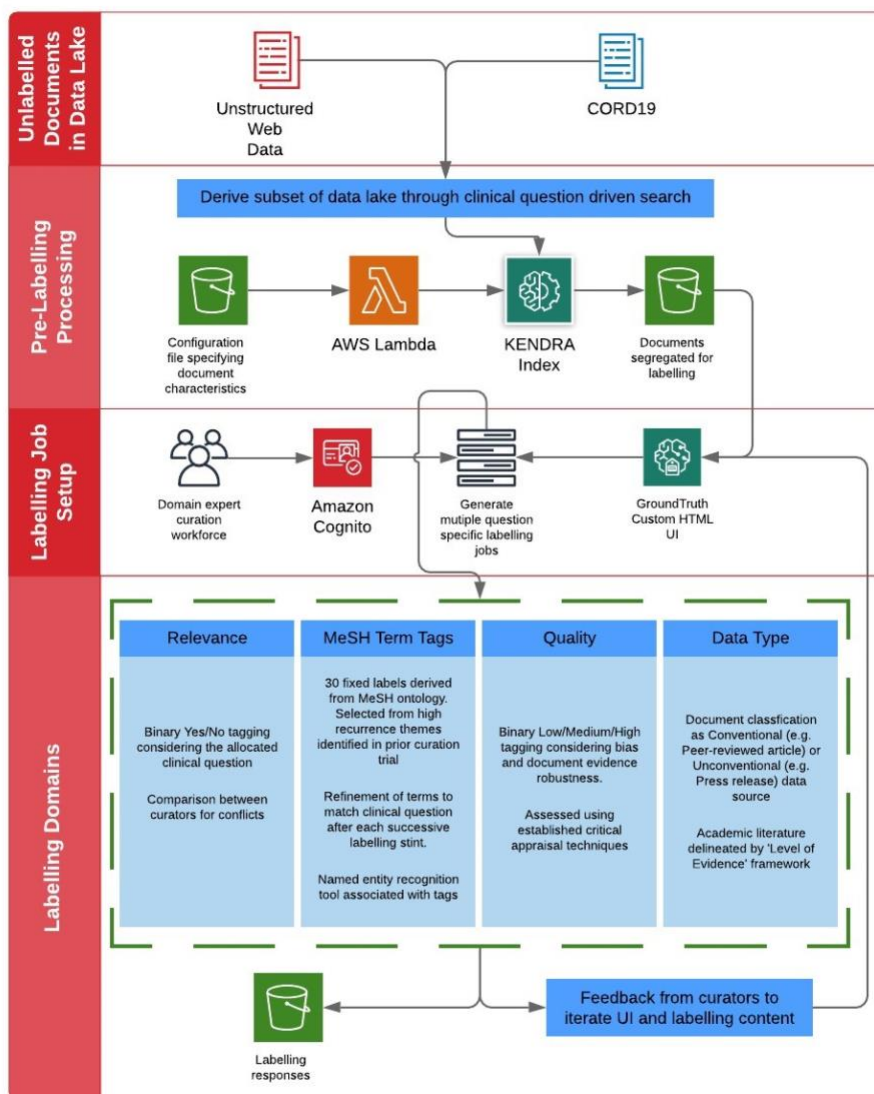 Unlabelled
Documents
in Data Lake
Unstructured
Web
Data
CORD19
Pre-Labelling
Processing
Derive subset of data lake through clinical question driven search
Configuration
file specifying
document
characteristics
AWS Lambda
KENDRA
Index
Documents
segregated for
labelling
Labelling Job
Setup
Domain expert
curation
workforce
Amazon
Cognito
Generate
mutiple question
specific labelling
jobs
GroundTruth
Custom HTML
UI
Labelling Domains
Relevance
Binary Yes/No tagging
considering the allocated
clinical question
Comparison between
curators for conflicts
MeSH Term Tags
30 fixed labels derived
from MeSH ontology.
Selected from high
recurrence themes
identified in prior curation
trial
Refinement of terms to
match clinical question
after each successive
labelling stint.
Named entity recognition
tool associated with tags
Quality
Binary Low/Medium/High
tagging considering bias
and document evidence
robustness.
Assessed using
established critical
appraisal techniques
Data Type
Document classfication
as Conventional (e.g.
Peer-reviewed article) or
Unconventional (e.g.
Press release) data
source
Academic literature
delineated by 'Level of
Evidence' framework
Labelling
responses
Feedback from curators to
iterate UI and labelling content